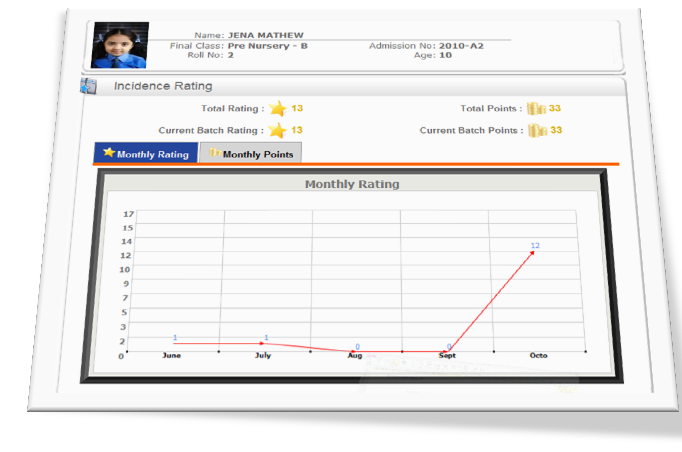 Name: JENA MATHEW
Final Class: Pre Nursery - B Admission No: 2010-A2
Roll No: 2 Age: 10
Incidence Rating
Total Rating : 13 Total Points : 33
Current Batch Rating : 13 Current Batch Points : 33
Monthly Rating Monthly Points
Monthly Rating
17
15
14
12
12
10
9
7
5
3
2
1 1 0 0
0
June July Aug Sept Octo